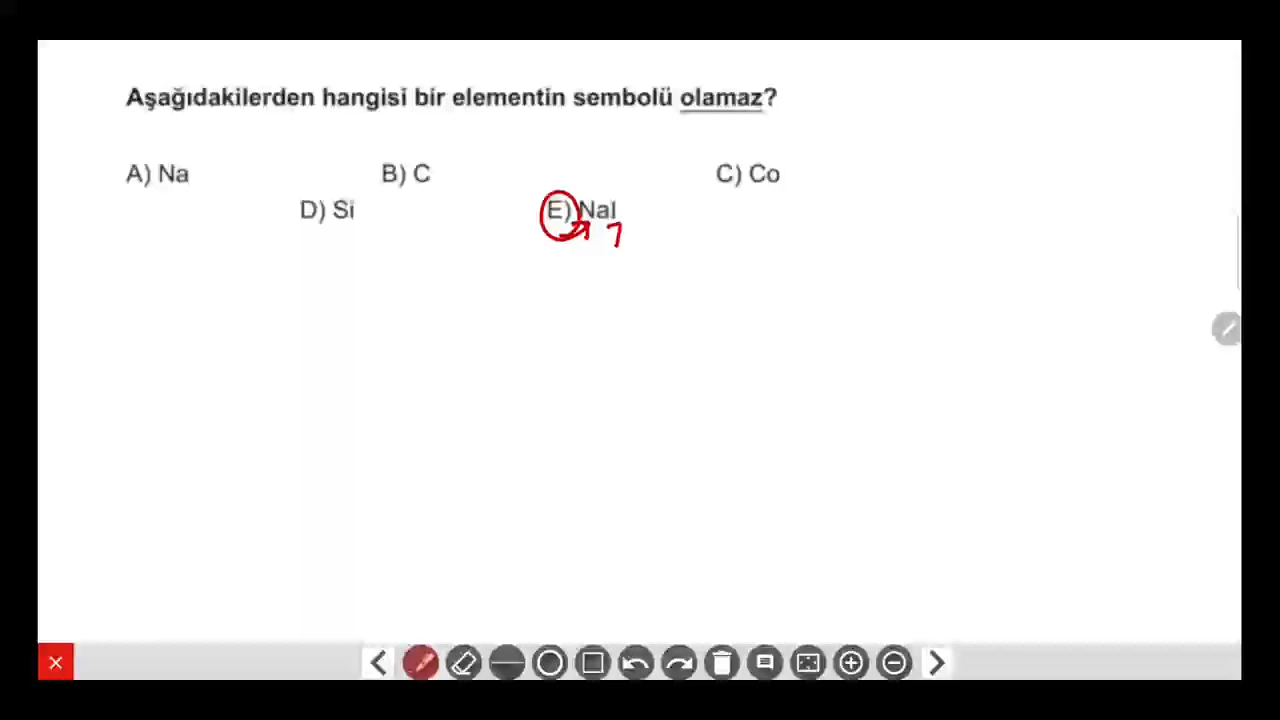 Aşağıdakilerden hangisi bir elementin sembolü olamaz?
A) Na B) C C) Co
D) Si E) NaI